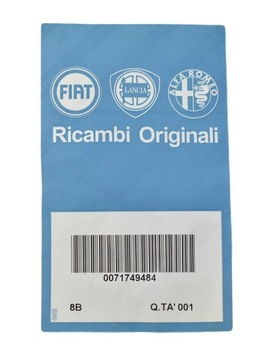 FIAT
LANCIA
ALFA ROMEO
Ricambi Originali
0071749484
8B Q.TA' 001